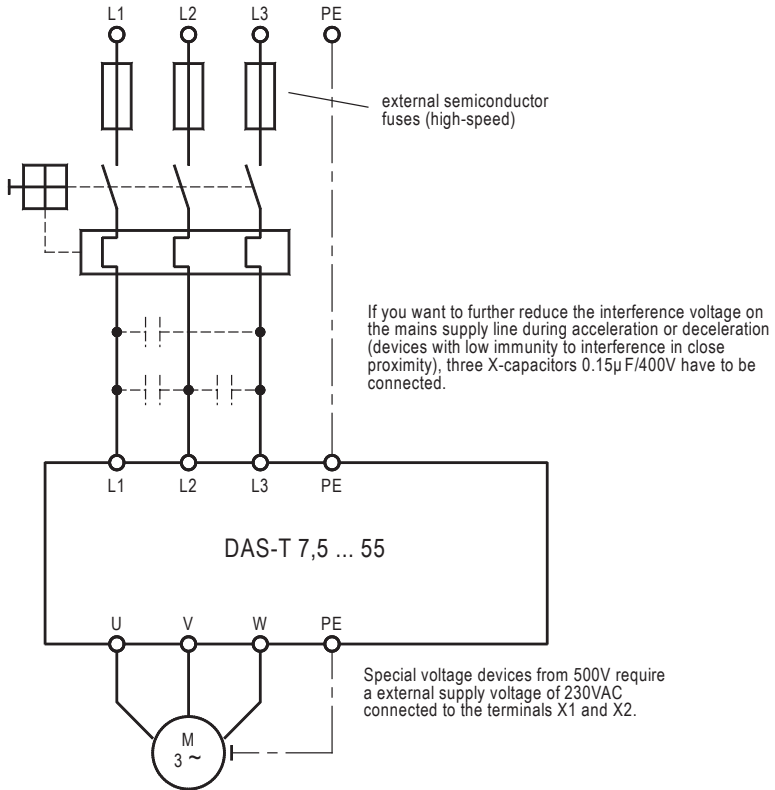 L1 L2 L3 PE
external semiconductor
fuses (high-speed)
If you want to further reduce the interference voltage on
the mains supply line during acceleration or deceleration
(devices with low immunity to interference in close
proximity), three X-capacitors 0.15µF/400V have to be
connected.
L1 L2 L3 PE
DAS-T 7,5 ... 55
U V W PE
Special voltage devices from 500V require
a external supply voltage of 230VAC
connected to the terminals X1 and X2.
M
3 ~